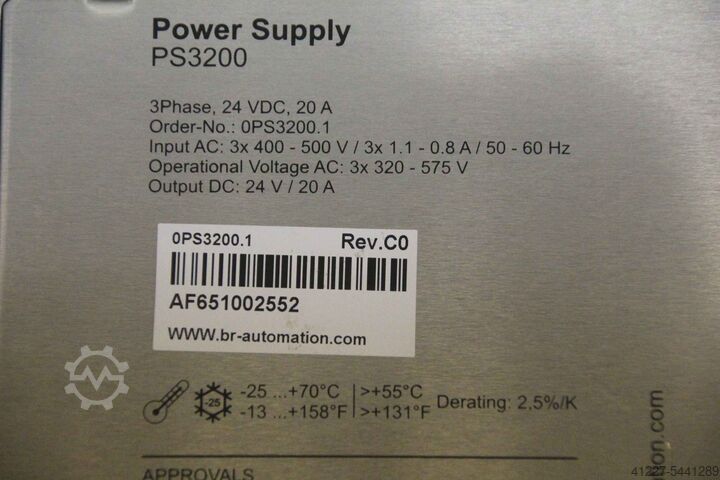 Power Supply
PS3200
3Phase, 24 VDC, 20 A
Order-No.: 0PS3200.1
Input AC: 3x 400 - 500 V / 3x 1.1 - 0.8 A / 50 - 60 Hz
Operational Voltage AC: 3x 320 - 575 V
Output DC: 24 V / 20 A
0PS3200.1 Rev.C0
AF651002552
WWW.br-automation.com
-25 -25 ...+70°C >+55°C
-13 ...+158°F >+131°F Derating: 2.5%/K
APPROVALS
on.com
41227-5441289